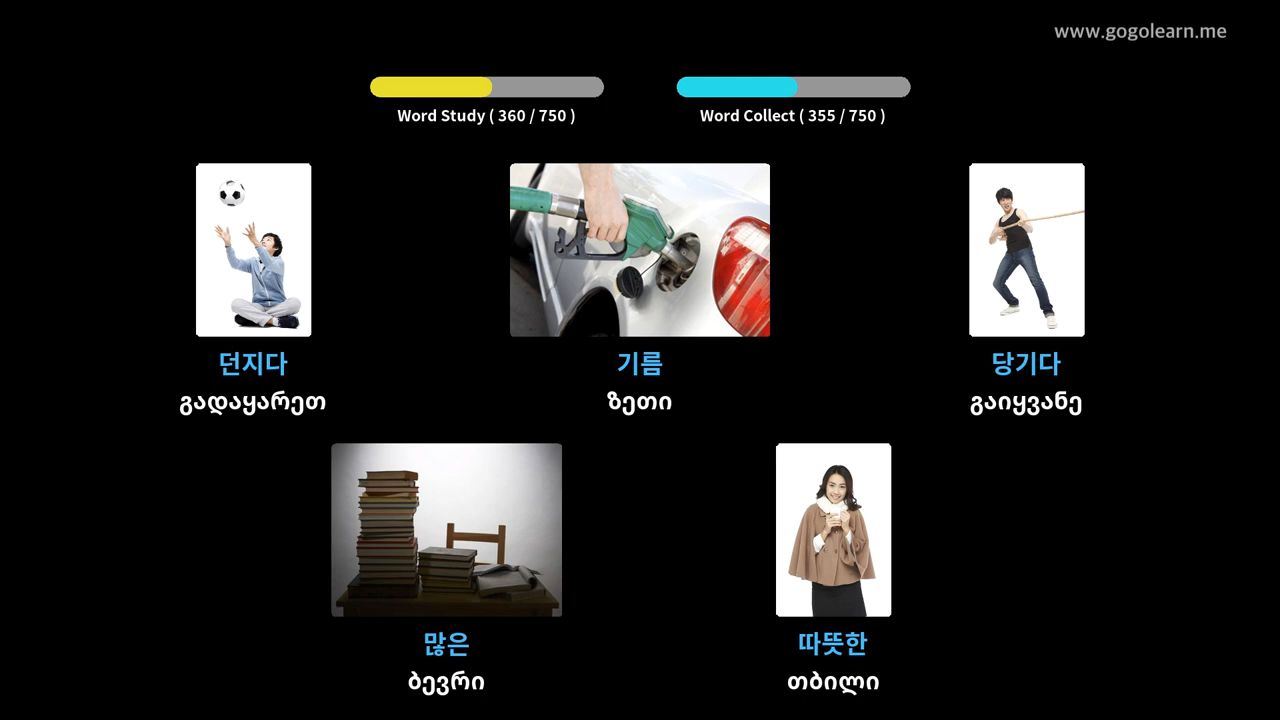 www.gogolearn.me
Word Study ( 360 / 750 )
Word Collect ( 355 / 750 )
던지다
기름
당기다
გადაყარეთ
ზეთი
გაიყვანე
많은
따뜻한
ბევრი
თბილი